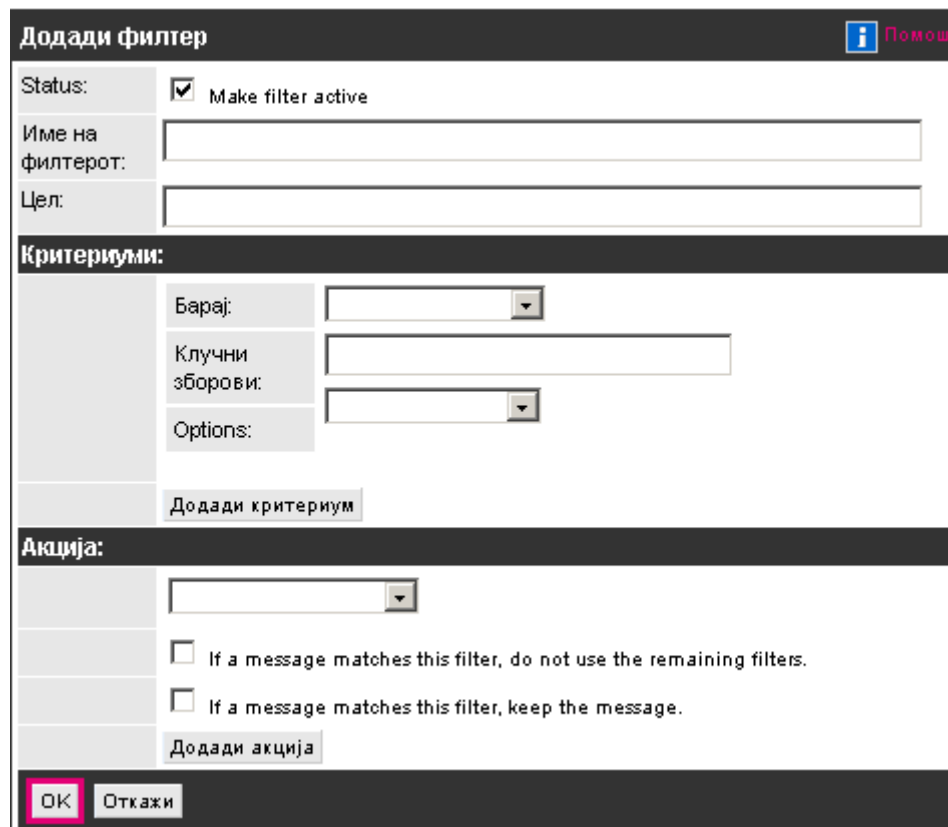 Додади филтер
Помош
Status:
Make filter active
Име на
филтерот:
Цел:
Критериуми:
Барај:
Клучни
зборови:
Options:
Додади критериум
Акција:
If a message matches this filter, do not use the remaining filters.
If a message matches this filter, keep the message.
Додади акција
OK Откажи